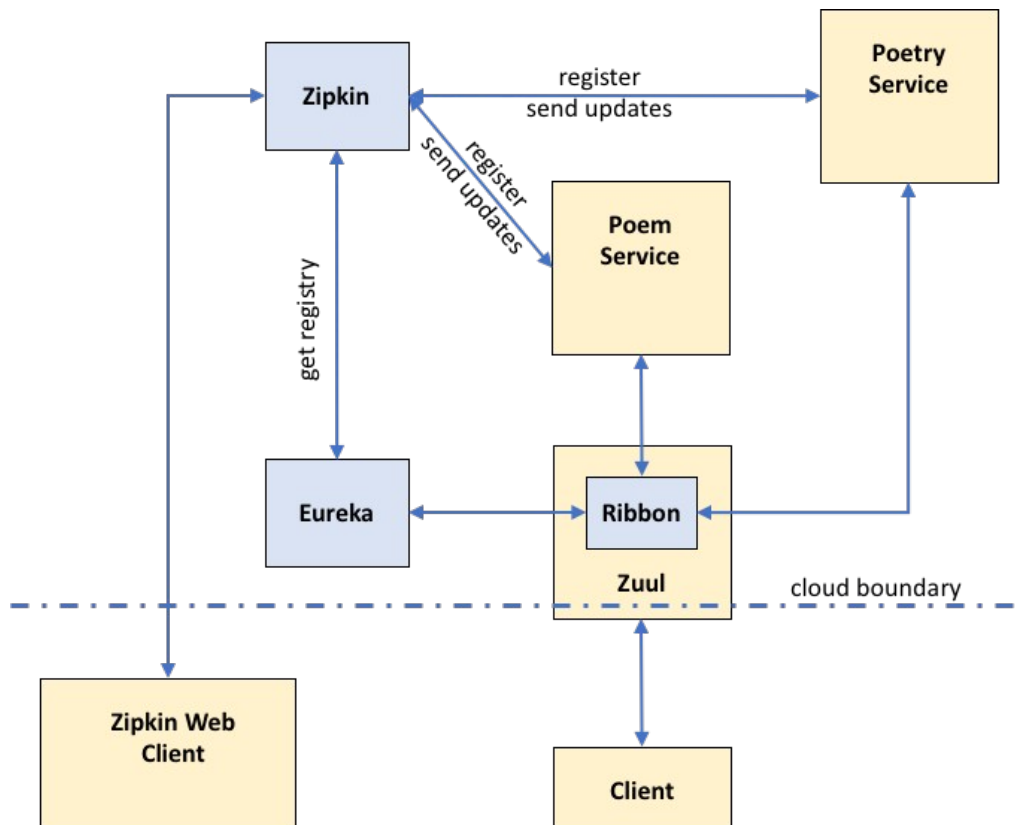 Poetry
Service
Zipkin
register
send updates
register
send updates
Poem
Service
get registry
Eureka
Ribbon
Zuul
cloud boundary
Zipkin Web
Client
Client